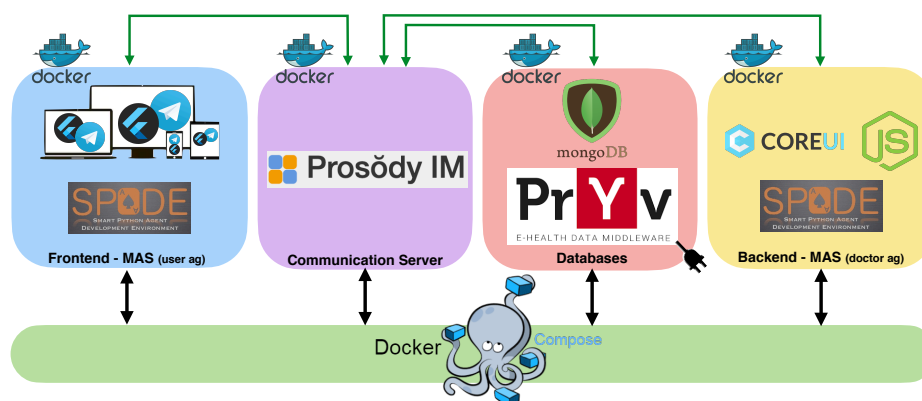 docker
docker
docker
docker
mongoDB
COREUI
JS
Prosŏdy IM
PrYv
E-HEALTH DATA MIDDLEWARE
SPADE
SMART PYTHON AGENT
DEVELOPMENT ENVIRONMENT
SPADE
SMART PYTHON AGENT
DEVELOPMENT ENVIRONMENT
Frontend - MAS (user ag)
Communication Server
Databases
Backend - MAS (doctor ag)
Docker
Compose